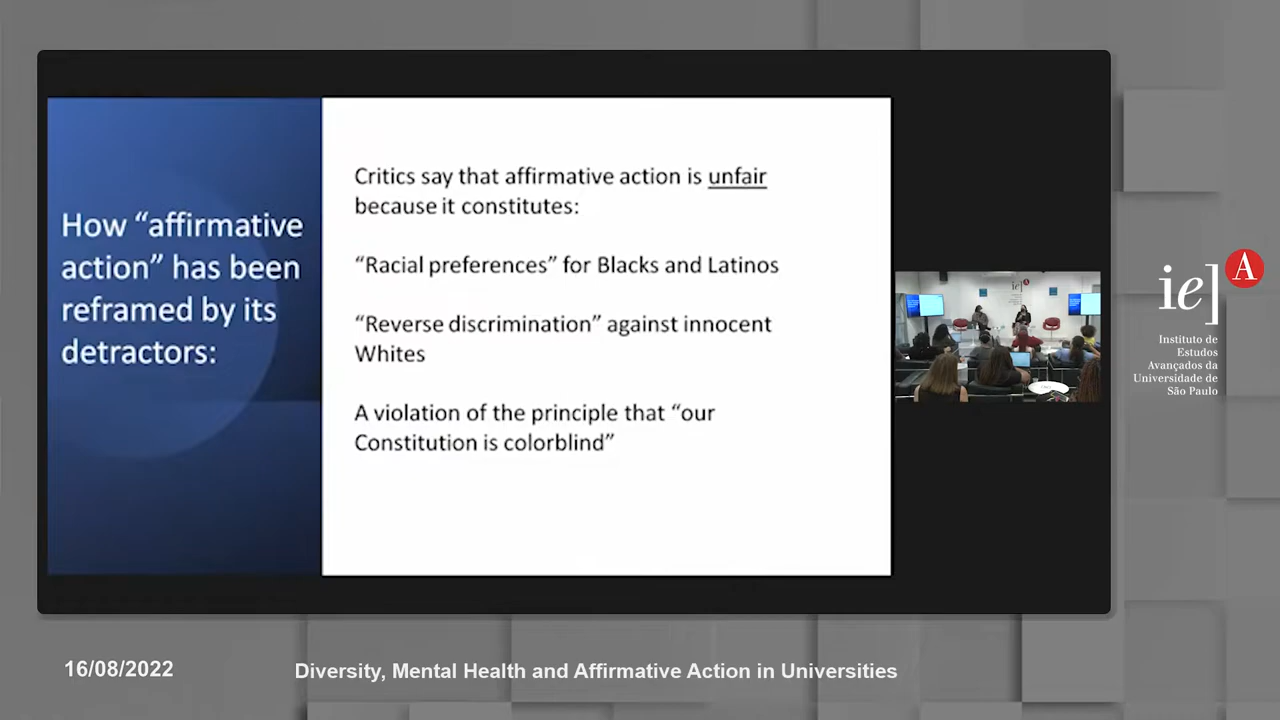 How “affirmative
action” has been
reframed by its
detractors:
Critics say that affirmative action is unfair
because it constitutes:
“Racial preferences” for Blacks and Latinos
“Reverse discrimination” against innocent
Whites
A violation of the principle that “our
Constitution is colorblind”
ie]A
Instituto de
Estudos
Avançados da
Universidade de
São Paulo
16/08/2022
Diversity, Mental Health and Affirmative Action in Universities